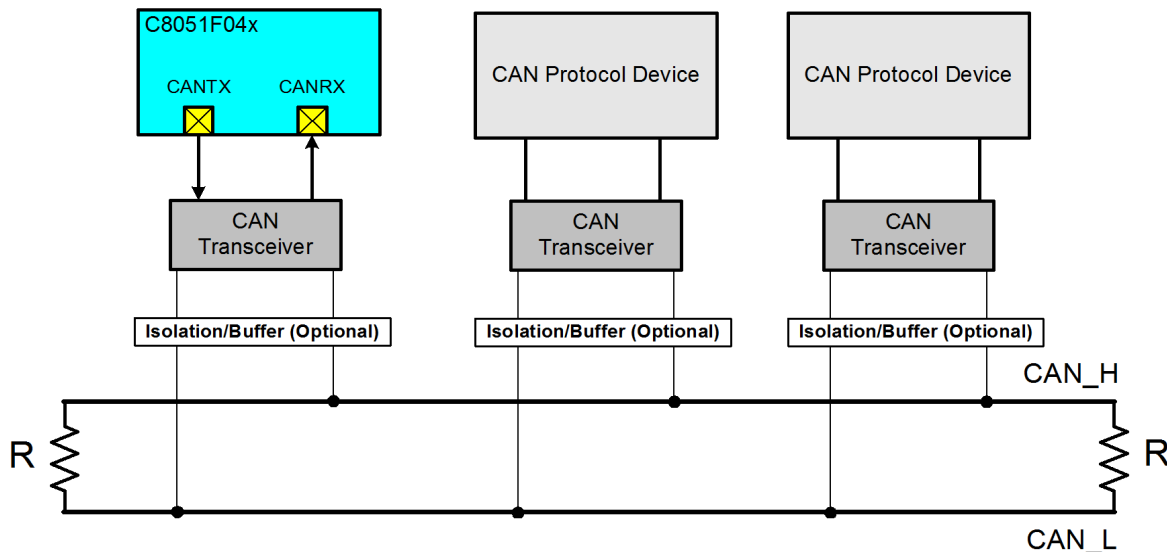 C8051F04x
CANTX
CANRX
CAN Protocol Device
CAN Protocol Device
CAN
Transceiver
CAN
Transceiver
CAN
Transceiver
Isolation/Buffer (Optional)
Isolation/Buffer (Optional)
Isolation/Buffer (Optional)
CAN_H
R
R
CAN_L